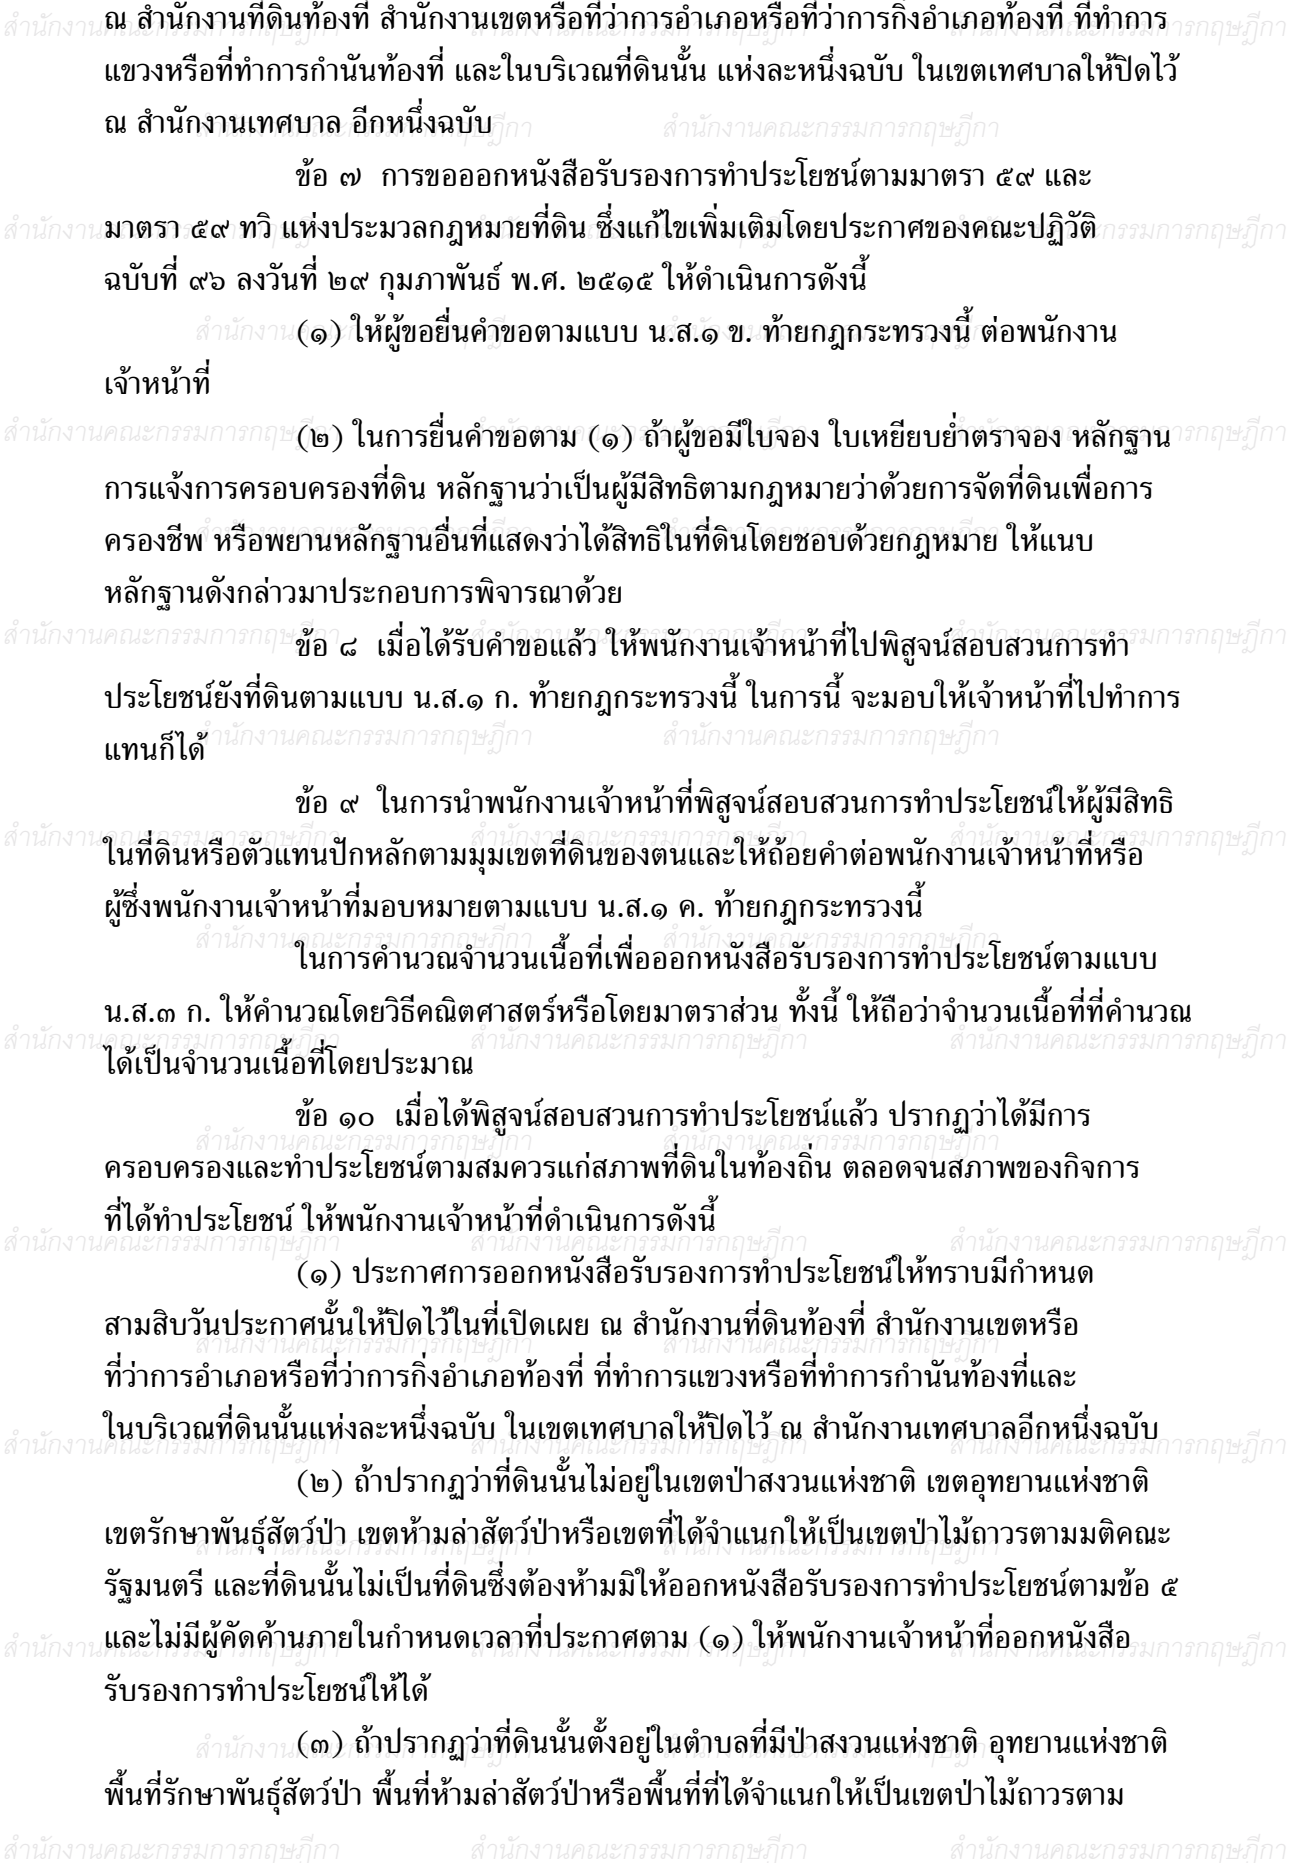 ณ สำนักงานที่ดินท้องที่ สำนักงานเขตหรือที่ว่าการอำเภอหรือที่ว่าการกิ่งอำเภอท้องที่ ที่ทำการ
แขวงหรือที่ทำการกำนันท้องที่ และในบริเวณที่ดินนั้น แห่งละหนึ่งฉบับ ในเขตเทศบาลให้ปิดไว้
ณ สำนักงานเทศบาล อีกหนึ่งฉบับ
ข้อ ๗  การขอออกหนังสือรับรองการทำประโยชน์ตามมาตรา ๕๙ และ
มาตรา ๕๙ ทวิ แห่งประมวลกฎหมายที่ดิน ซึ่งแก้ไขเพิ่มเติมโดยประกาศของคณะปฏิวัติ
ฉบับที่ ๙๖ ลงวันที่ ๒๙ กุมภาพันธ์ พ.ศ. ๒๕๑๕ ให้ดำเนินการดังนี้
(๑) ให้ผู้ขอยื่นคำขอตามแบบ น.ส.๑ ข. ท้ายกฎกระทรวงนี้ ต่อพนักงาน
เจ้าหน้าที่
(๒) ในการยื่นคำขอตาม (๑) ถ้าผู้ขอมีใบจอง ใบเหยียบย่ำตราจอง หลักฐาน
การแจ้งการครอบครองที่ดิน หลักฐานว่าเป็นผู้มีสิทธิตามกฎหมายว่าด้วยการจัดที่ดินเพื่อการ
ครองชีพ หรือพยานหลักฐานอื่นที่แสดงว่าได้สิทธิในที่ดินโดยชอบด้วยกฎหมาย ให้แนบ
หลักฐานดังกล่าวมาประกอบการพิจารณาด้วย
ข้อ ๘  เมื่อได้รับคำขอแล้ว ให้พนักงานเจ้าหน้าที่ไปพิสูจน์สอบสวนการทำ
ประโยชน์ยังที่ดินตามแบบ น.ส.๑ ก. ท้ายกฎกระทรวงนี้ ในการนี้ จะมอบให้เจ้าหน้าที่ไปทำการ
แทนก็ได้
ข้อ ๙  ในการนำพนักงานเจ้าหน้าที่พิสูจน์สอบสวนการทำประโยชน์ให้ผู้มีสิทธิ
ในที่ดินหรือตัวแทนปักหลักตามมุมเขตที่ดินของตนและให้ถ้อยคำต่อพนักงานเจ้าหน้าที่หรือ
ผู้ซึ่งพนักงานเจ้าหน้าที่มอบหมายตามแบบ น.ส.๑ ค. ท้ายกฎกระทรวงนี้
ในการคำนวณจำนวนเนื้อที่เพื่อออกหนังสือรับรองการทำประโยชน์ตามแบบ
น.ส.๓ ก. ให้คำนวณโดยวิธีคณิตศาสตร์หรือโดยมาตราส่วน ทั้งนี้ ให้ถือว่าจำนวนเนื้อที่ที่คำนวณ
ได้เป็นจำนวนเนื้อที่โดยประมาณ
ข้อ ๑๐  เมื่อได้พิสูจน์สอบสวนการทำประโยชน์แล้ว ปรากฏว่าได้มีการ
ครอบครองและทำประโยชน์ตามสมควรแก่สภาพที่ดินในท้องถิ่น ตลอดจนสภาพของกิจการ
ที่ได้ทำประโยชน์ ให้พนักงานเจ้าหน้าที่ดำเนินการดังนี้
(๑) ประกาศการออกหนังสือรับรองการทำประโยชน์ให้ทราบมีกำหนด
สามสิบวันประกาศนั้นให้ปิดไว้ในที่เปิดเผย ณ สำนักงานที่ดินท้องที่ สำนักงานเขตหรือ
ที่ว่าการอำเภอหรือที่ว่าการกิ่งอำเภอท้องที่ ที่ทำการแขวงหรือที่ทำการกำนันท้องที่และ
ในบริเวณที่ดินนั้นแห่งละหนึ่งฉบับ ในเขตเทศบาลให้ปิดไว้ ณ สำนักงานเทศบาลอีกหนึ่งฉบับ
(๒) ถ้าปรากฏว่าที่ดินนั้นไม่อยู่ในเขตป่าสงวนแห่งชาติ เขตอุทยานแห่งชาติ
เขตรักษาพันธุ์สัตว์ป่า เขตห้ามล่าสัตว์ป่าหรือเขตที่ได้จำแนกให้เป็นเขตป่าไม้ถาวรตามมติคณะ
รัฐมนตรี และที่ดินนั้นไม่เป็นที่ดินซึ่งต้องห้ามมิให้ออกหนังสือรับรองการทำประโยชน์ตามข้อ ๕
และไม่มีผู้คัดค้านภายในกำหนดเวลาที่ประกาศตาม (๑) ให้พนักงานเจ้าหน้าที่ออกหนังสือ
รับรองการทำประโยชน์ให้ได้
(๓) ถ้าปรากฏว่าที่ดินนั้นตั้งอยู่ในตำบลที่มีป่าสงวนแห่งชาติ อุทยานแห่งชาติ
พื้นที่รักษาพันธุ์สัตว์ป่า พื้นที่ห้ามล่าสัตว์ป่าหรือพื้นที่ที่ได้จำแนกให้เป็นเขตป่าไม้ถาวรตาม
สำนักงานคณะกรรมการกฤษฎีกา สำนักงานคณะกรรมการกฤษฎีกา สำนักงานคณะกรรมการกฤษฎีกา